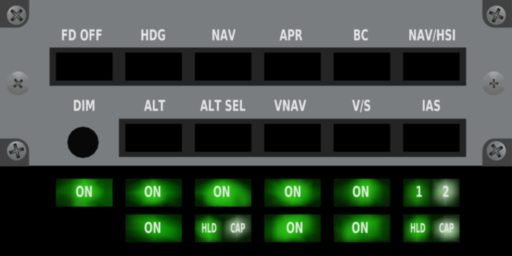 FD OFF HDG NAV APR BC NAV/HSI
DIM ALT ALT SEL VNAV V/S IAS
ON ON ON ON ON 1 2
ON HLD CAP ON ON HLD CAP